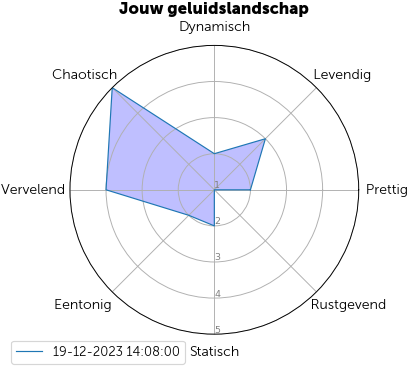 Jouw geluidslandschap
Dynamisch
Chaotisch
Levendig
Vervelend
1
Prettig
2
3
4
Eentonig
Rustgevend
5
19-12-2023 14:08:00
Statisch